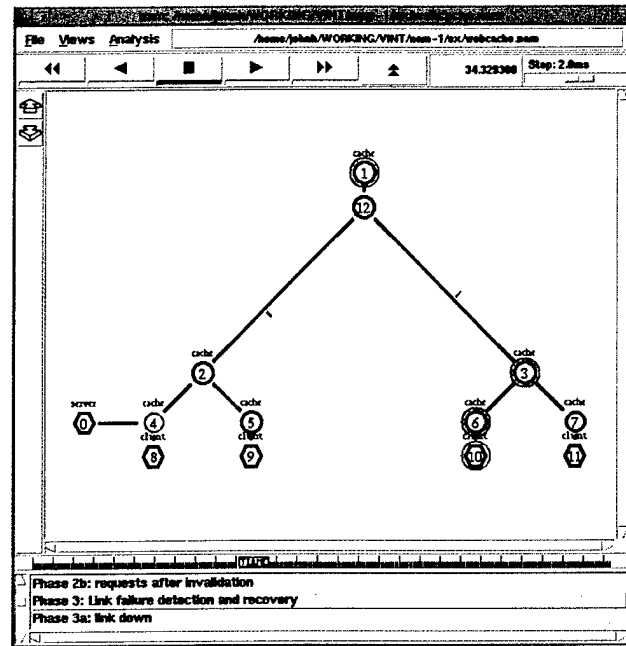 File Views Analysis /home/johnh/WORKING/VINT/nam-1/ex/webcache.nam
34.329300 Step: 2.0ms
cache
1
12
cache
2
cache
3
server
0
cache
4
cache
5
cache
6
cache
7
client
8
client
9
client
10
client
11
TIME
Phase 2b: requests after invalidation
Phase 3: Link failure detection and recovery
Phase 3a: link down